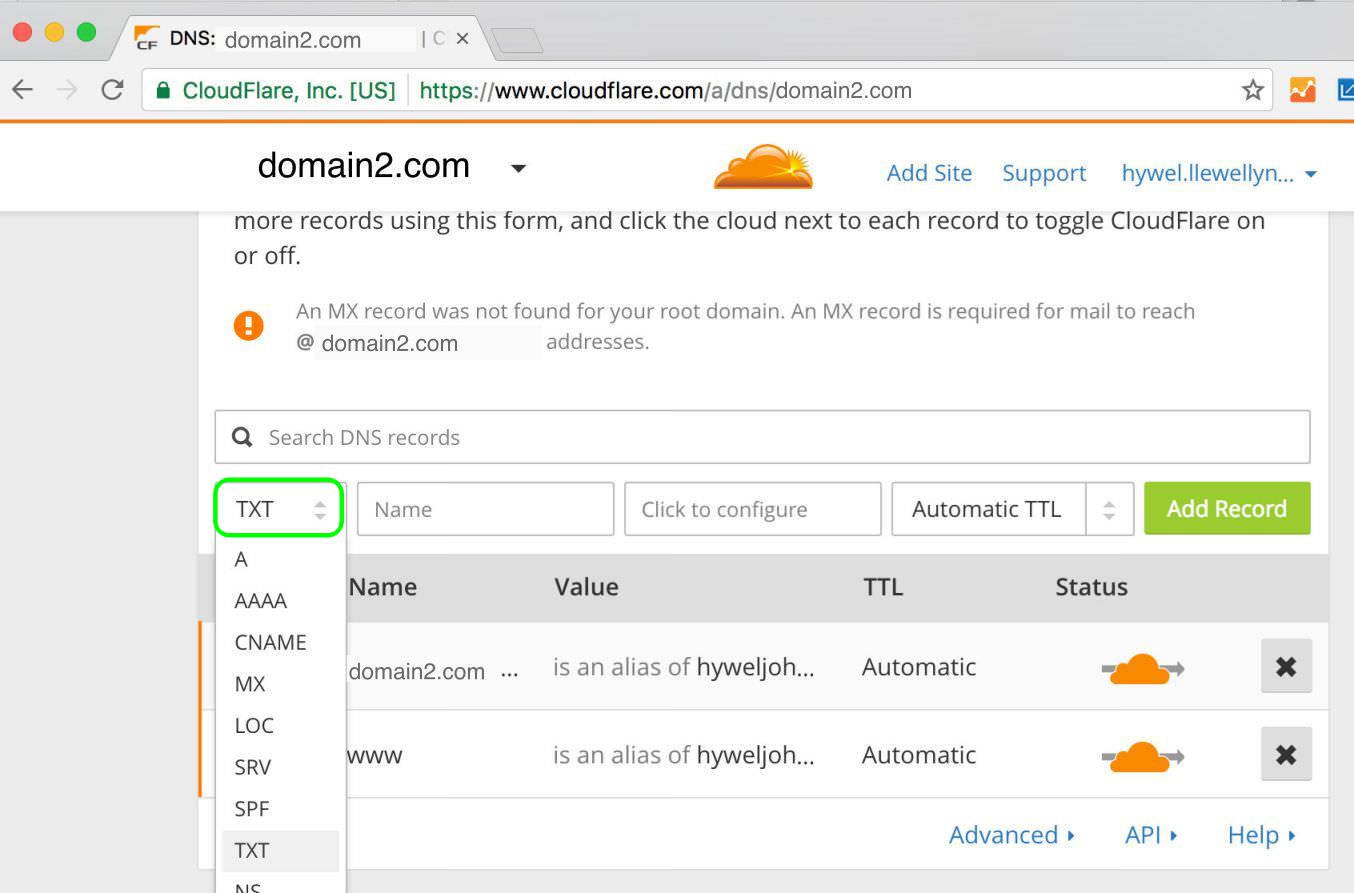 DNS: domain2.com | C ×
CloudFlare, Inc. [US] https://www.cloudflare.com/a/dns/domain2.com
domain2.com
Add Site Support hywel.llewellyn...
more records using this form, and click the cloud next to each record to toggle CloudFlare on
or off.
An MX record was not found for your root domain. An MX record is required for mail to reach
@ domain2.com addresses.
Search DNS records
TXT Name Click to configure Automatic TTL Add Record
A
Name Value TTL Status
AAAA
CNAME
domain2.com ... is an alias of hyweljoh... Automatic
MX
LOC
www is an alias of hyweljoh... Automatic
SRV
SPF
Advanced API Help
TXT
NS